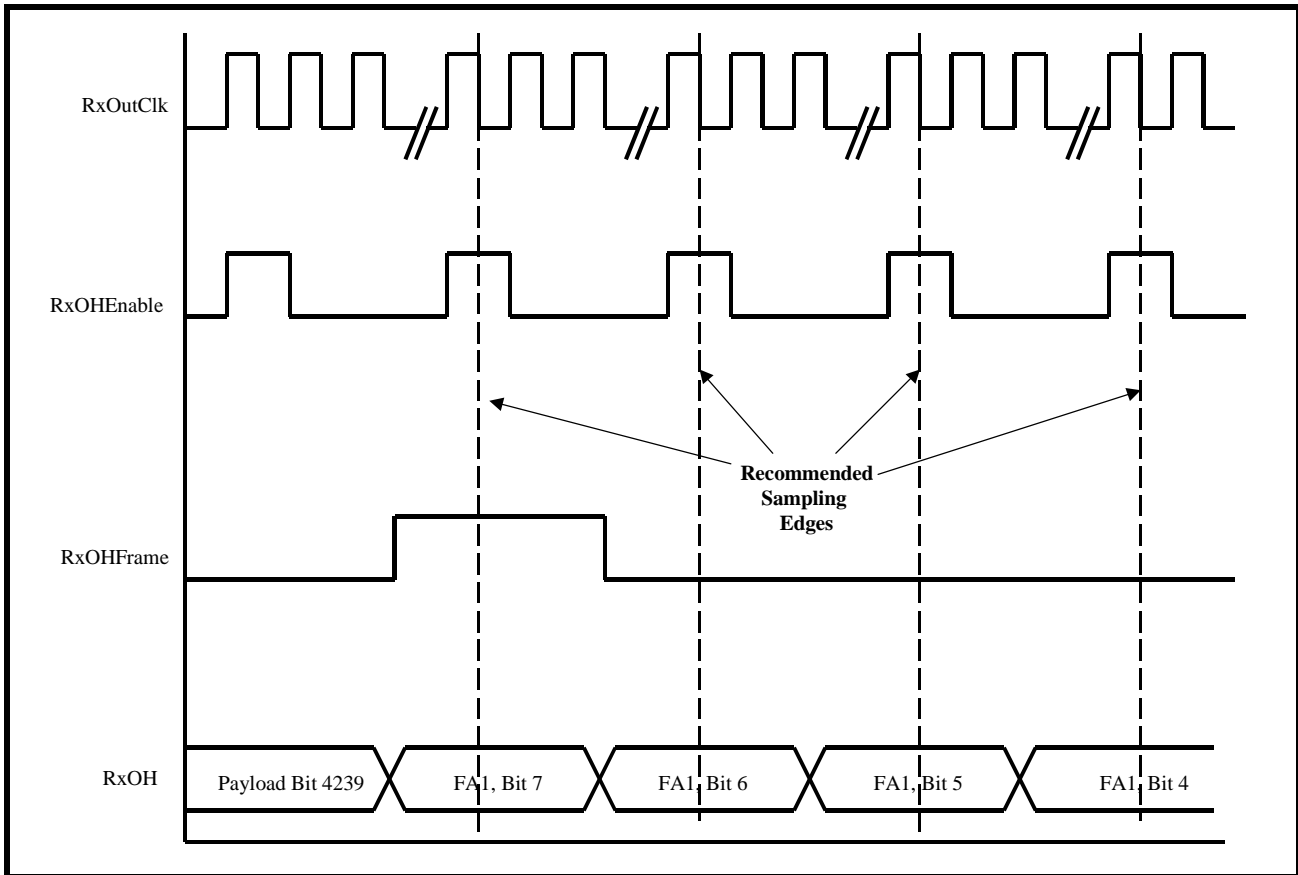 RxOutClk
RxOHEnable
Recommended
Sampling
Edges
RxOHFrame
RxOH
Payload Bit 4239
FA1, Bit 7
FA1, Bit 6
FA1, Bit 5
FA1, Bit 4